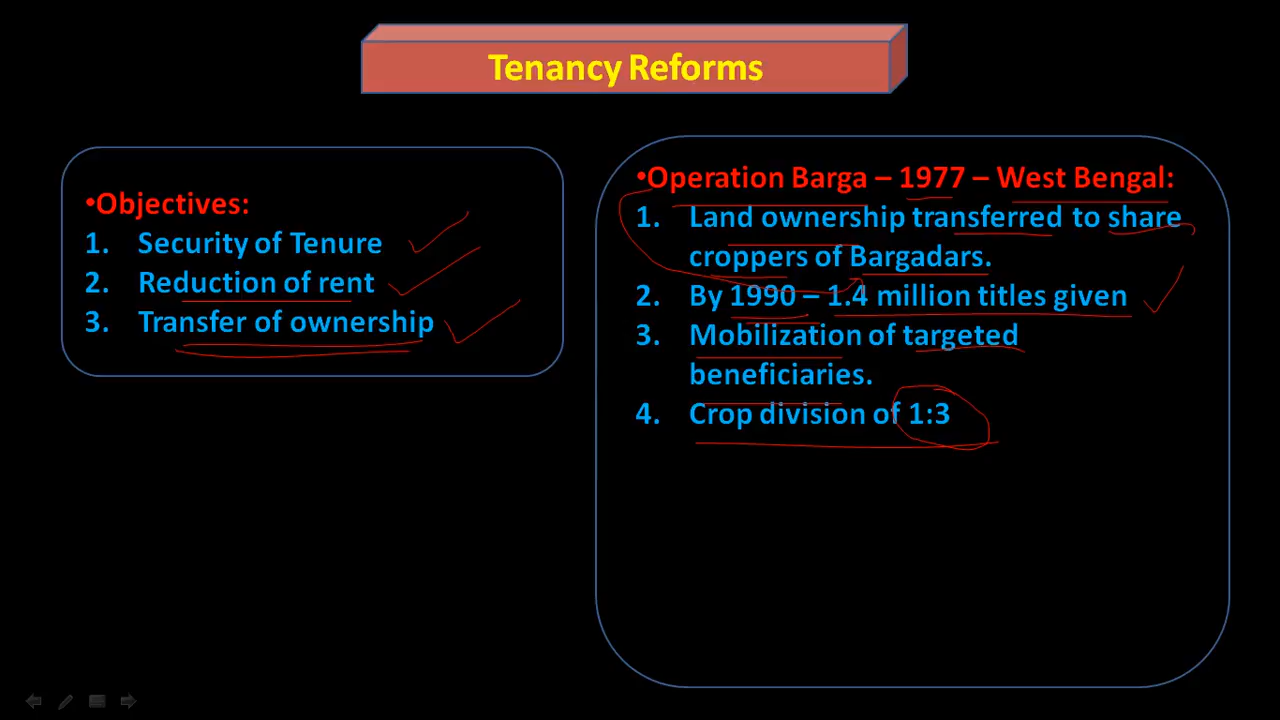 Tenancy Reforms
•Objectives:
1. Security of Tenure
2. Reduction of rent
3. Transfer of ownership
•Operation Barga – 1977 – West Bengal:
1. Land ownership transferred to share
croppers of Bargadars.
2. By 1990 – 1.4 million titles given
3. Mobilization of targeted
beneficiaries.
4. Crop division of 1:3